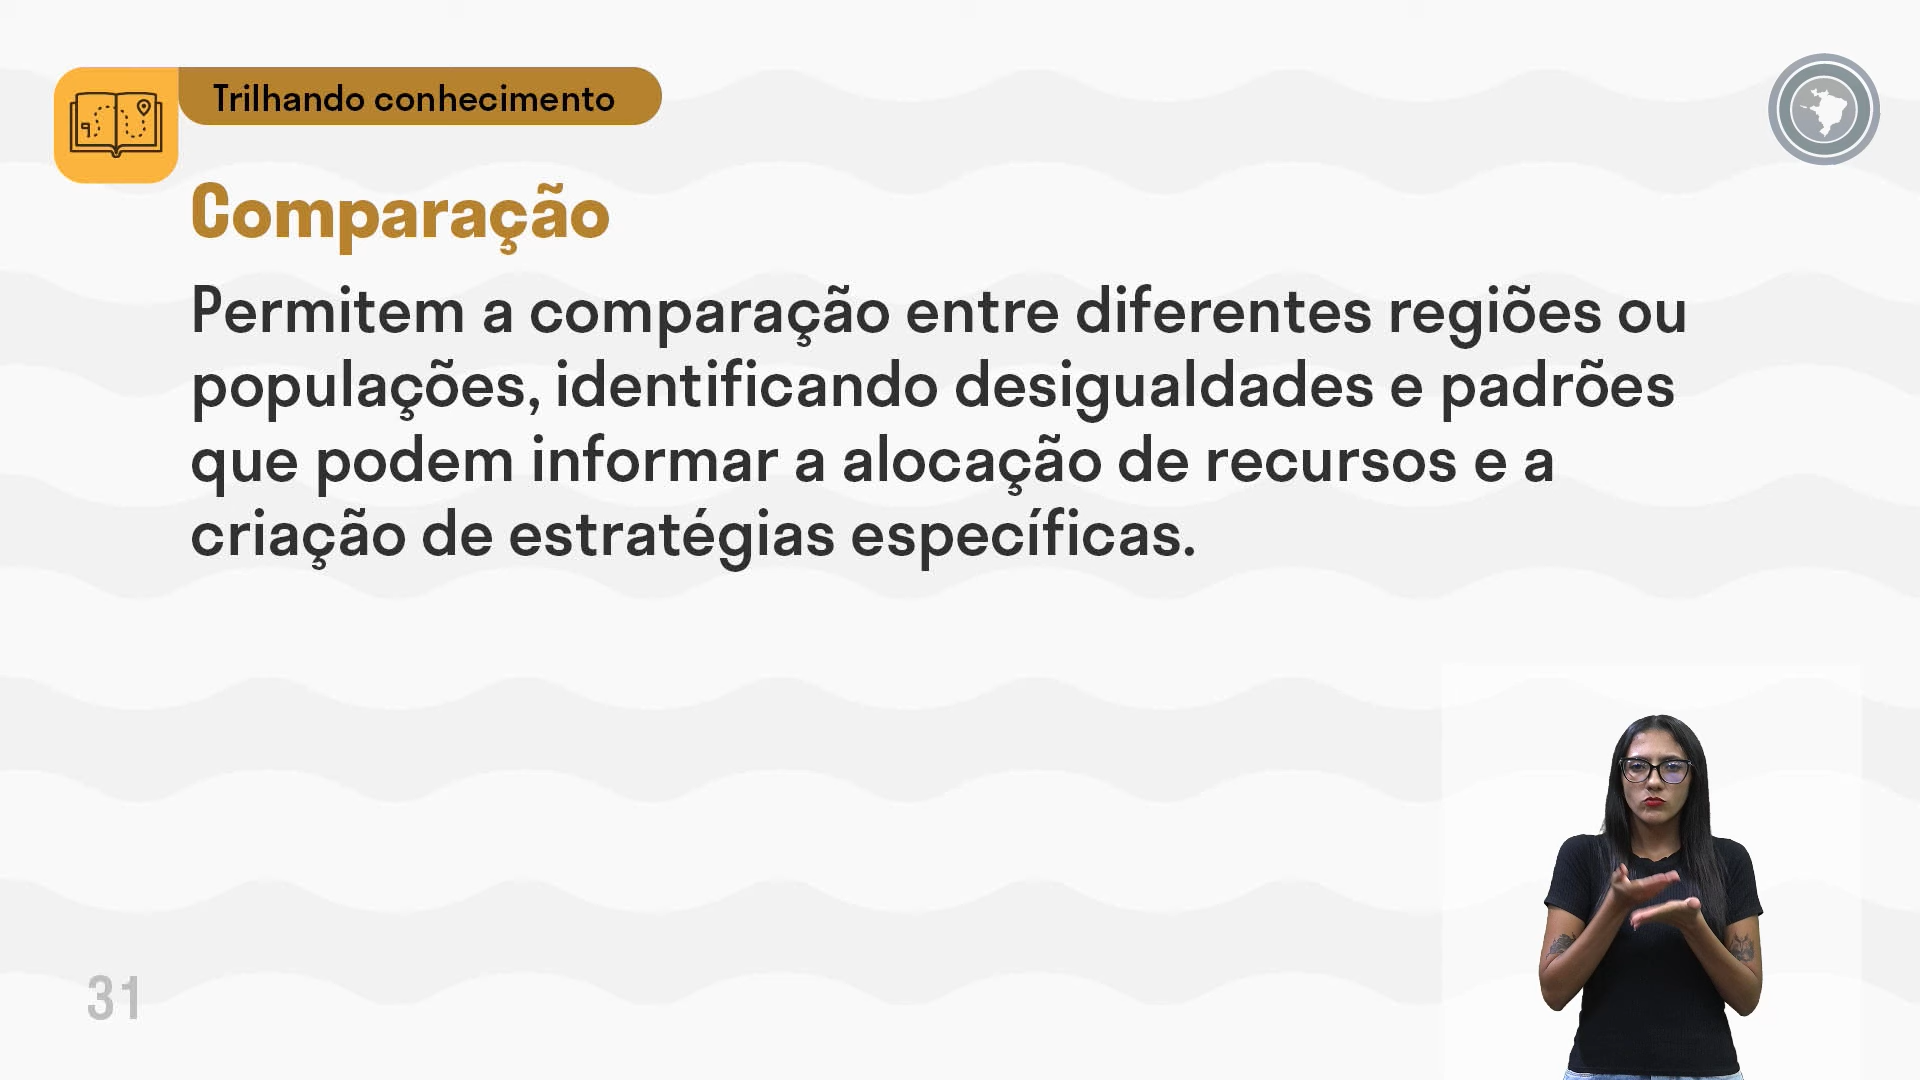 Trilhando conhecimento
Comparação
Permitem a comparação entre diferentes regiões ou
populações, identificando desigualdades e padrões
que podem informar a alocação de recursos e a
criação de estratégias específicas.
31